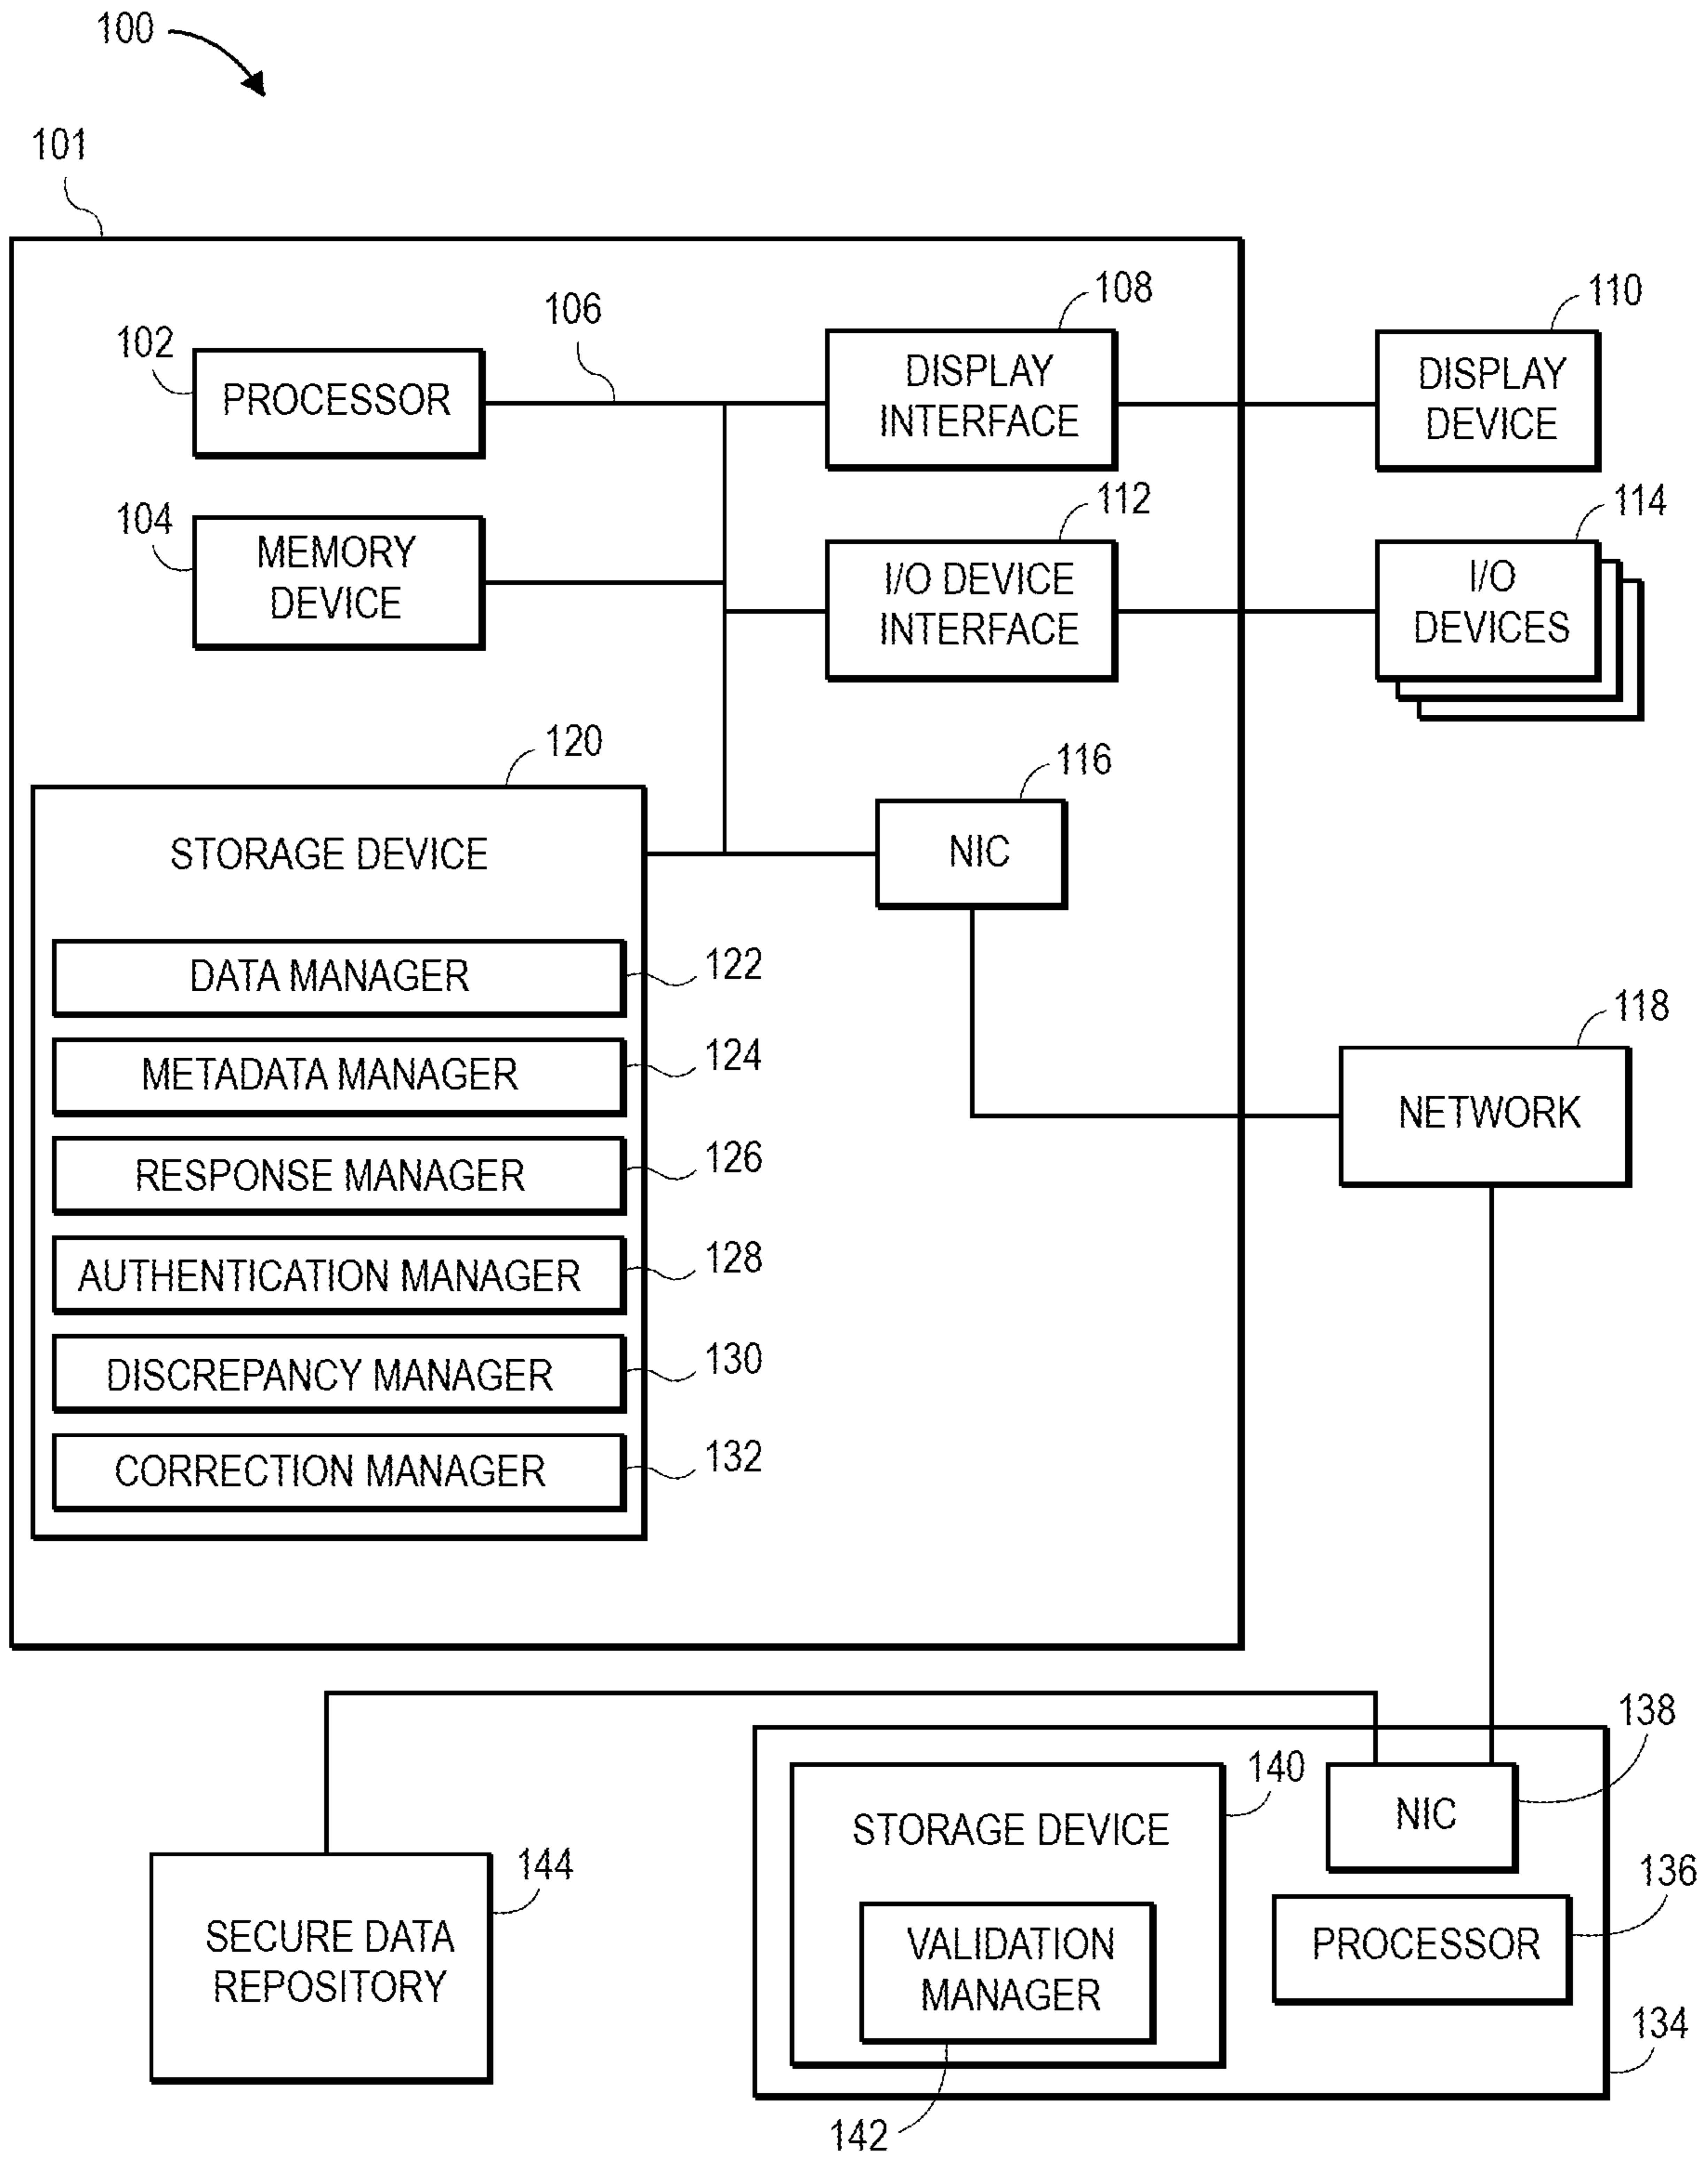 100
101
106
108
110
102
PROCESSOR
DISPLAY
INTERFACE
DISPLAY
DEVICE
104
MEMORY
DEVICE
112
I/O DEVICE
INTERFACE
114
I/O
DEVICES
120
STORAGE DEVICE
116
NIC
DATA MANAGER
122
METADATA MANAGER
124
RESPONSE MANAGER
126
AUTHENTICATION MANAGER
128
DISCREPANCY MANAGER
130
CORRECTION MANAGER
132
118
NETWORK
138
140
STORAGE DEVICE
NIC
144
SECURE DATA
REPOSITORY
VALIDATION
MANAGER
136
PROCESSOR
134
142